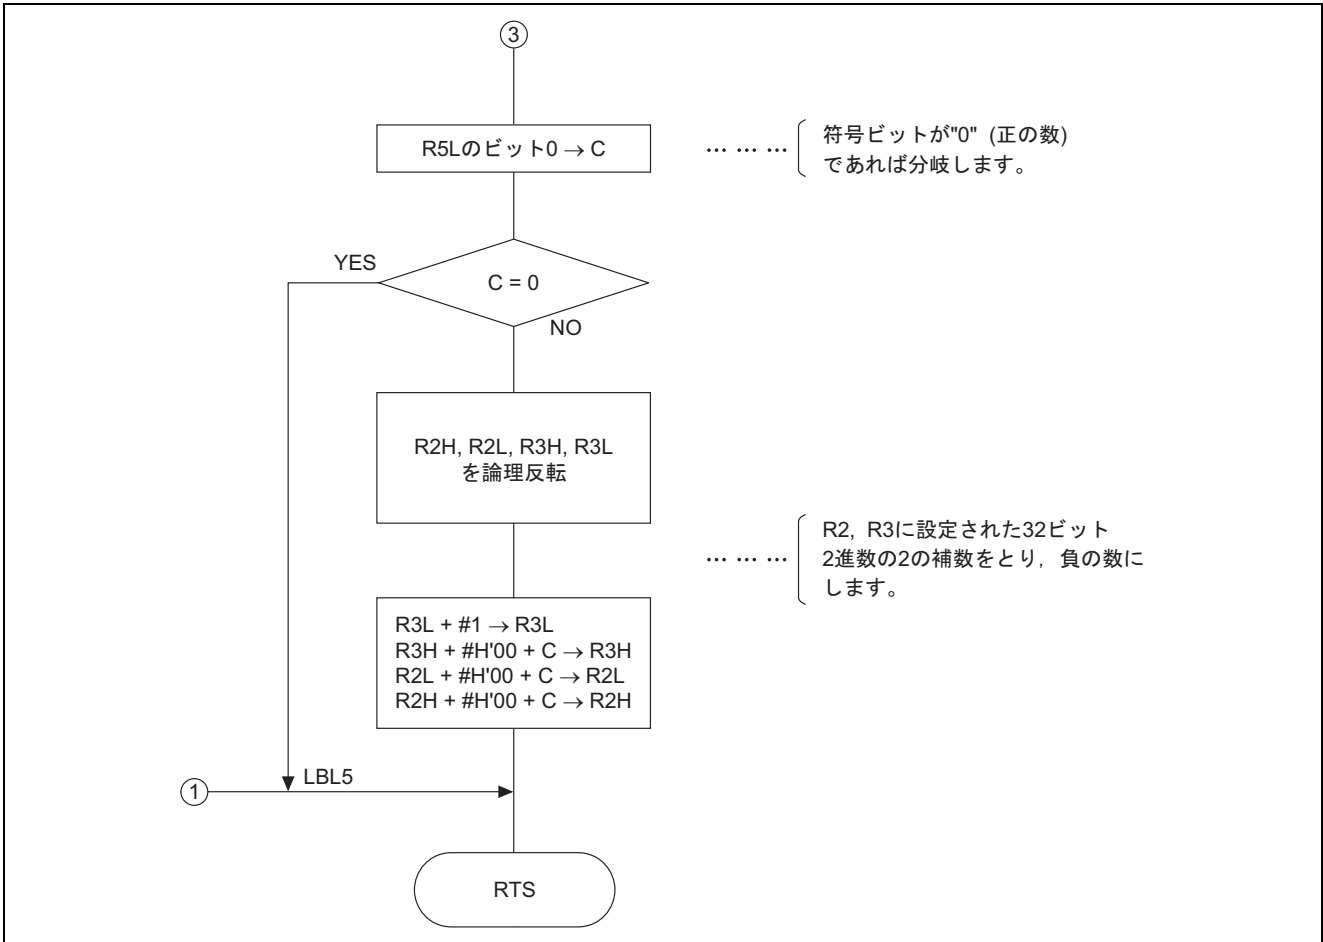 ③
R5Lのビット0 → C
… … …
符号ビットが"0" (正の数)
であれば分岐します。
YES
C = 0
NO
R2H, R2L, R3H, R3L
を論理反転
… … …
R2, R3に設定された32ビット
2進数の2の補数をとり, 負の数に
します。
R3L + #1 → R3L
R3H + #H'00 + C → R3H
R2L + #H'00 + C → R2L
R2H + #H'00 + C → R2H
LBL5
①
RTS